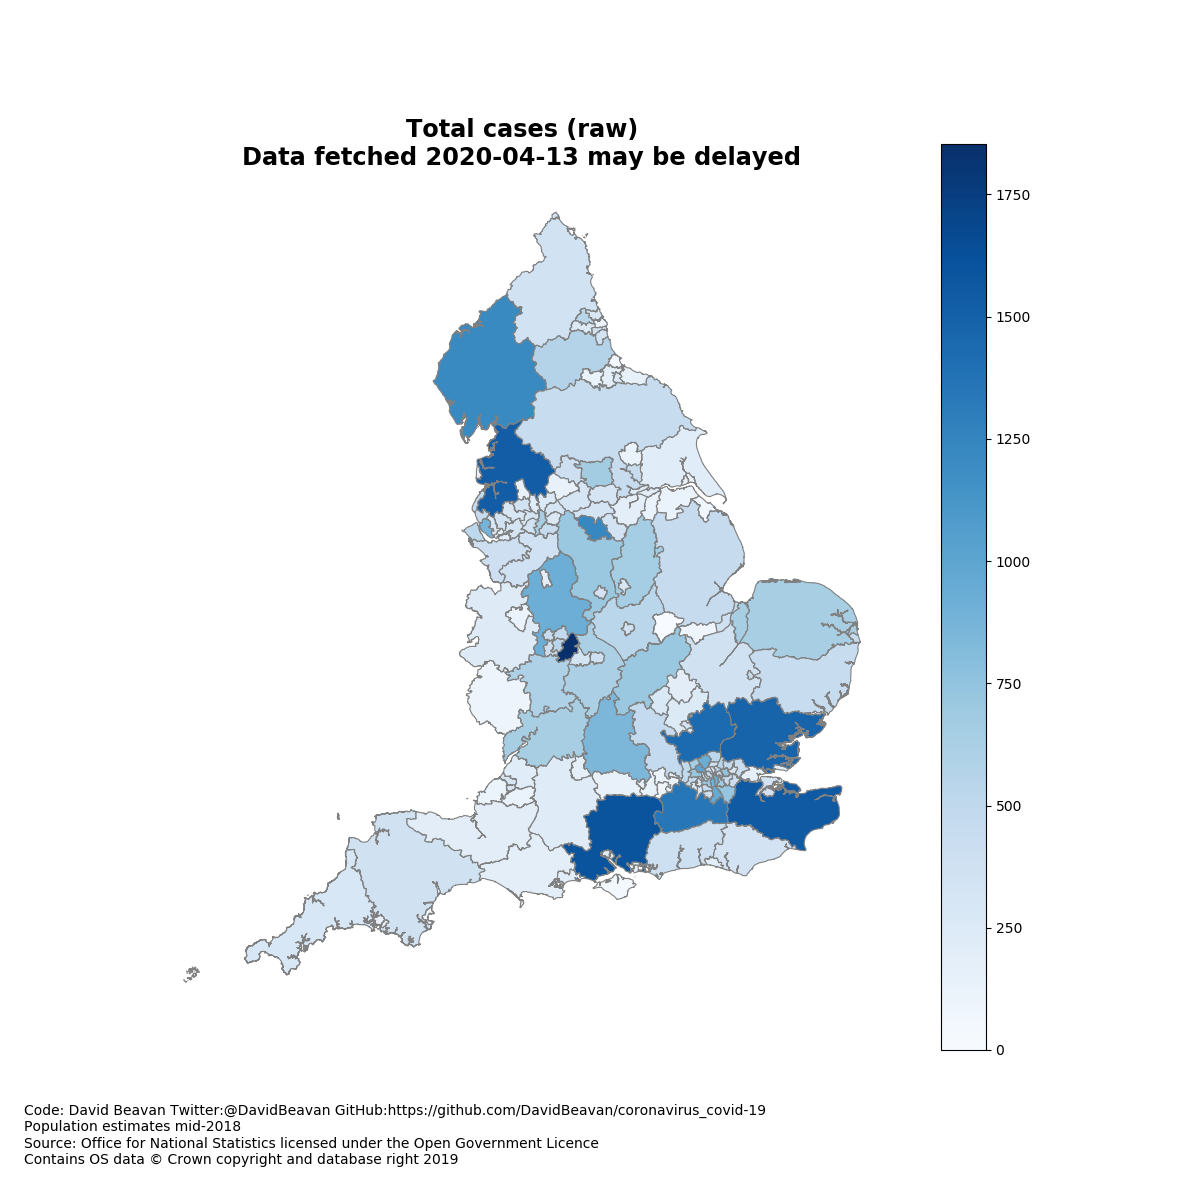 Total cases (raw)
Data fetched 2020-04-13 may be delayed
1750
1500
1250
1000
750
500
250
0
Code: David Beavan Twitter:@DavidBeavan GitHub:https://github.com/DavidBeavan/coronavirus_covid-19
Population estimates mid-2018
Source: Office for National Statistics licensed under the Open Government Licence
Contains OS data © Crown copyright and database right 2019